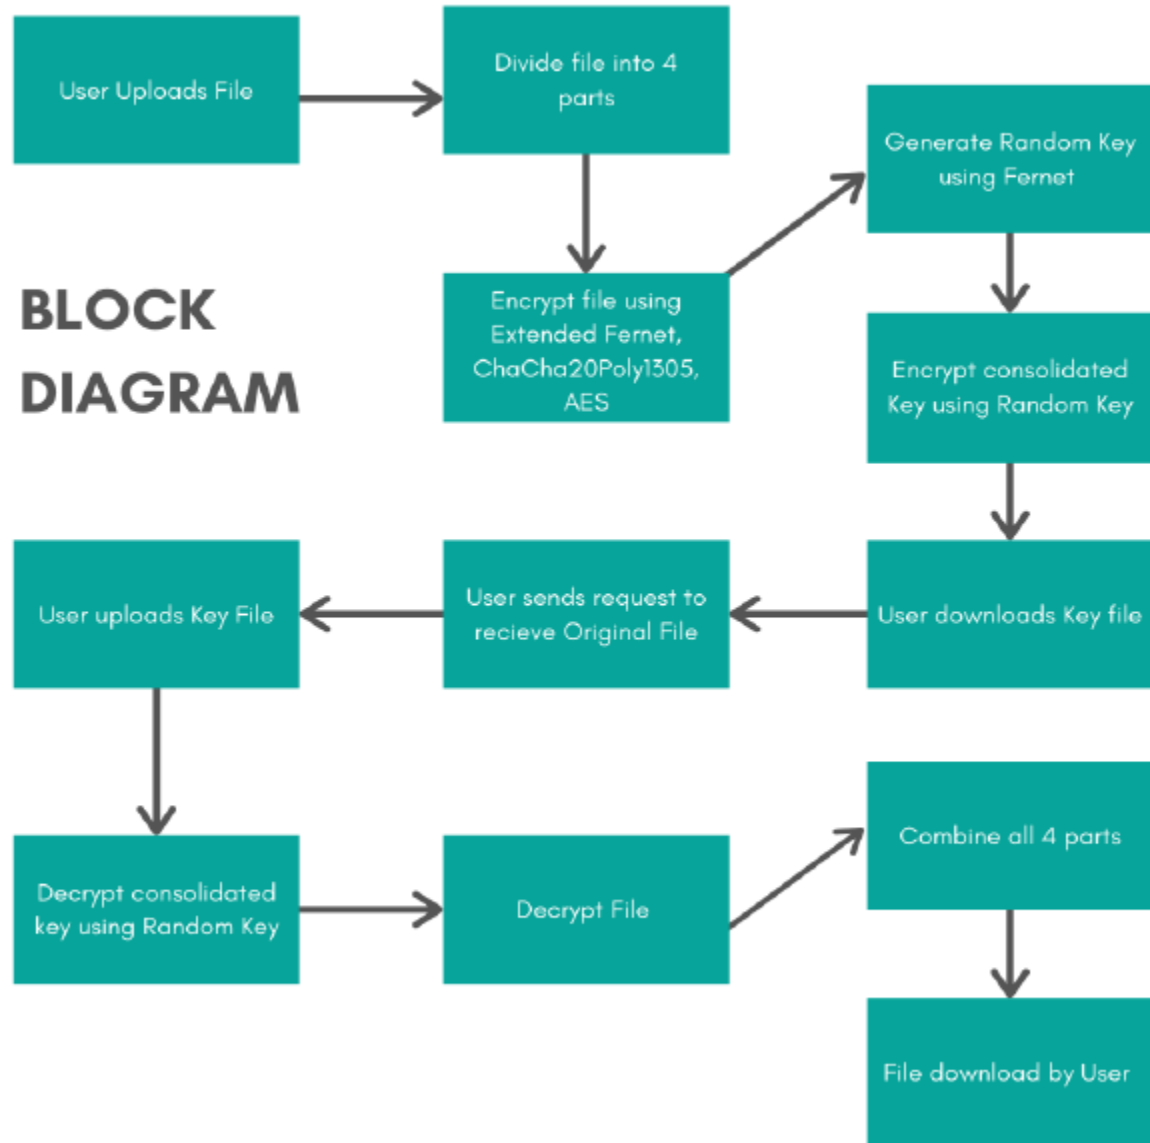 User Uploads File
Divide file into 4
parts
Generate Random Key
using Fernet
BLOCK
DIAGRAM
Encrypt file using
Extended Fernet,
ChaCha20Poly1305,
AES
Encrypt consolidated
Key using Random Key
User uploads Key File
User sends request to
recieve Original File
User downloads Key file
Decrypt consolidated
key using Random Key
Decrypt File
Combine all 4 parts
File download by User